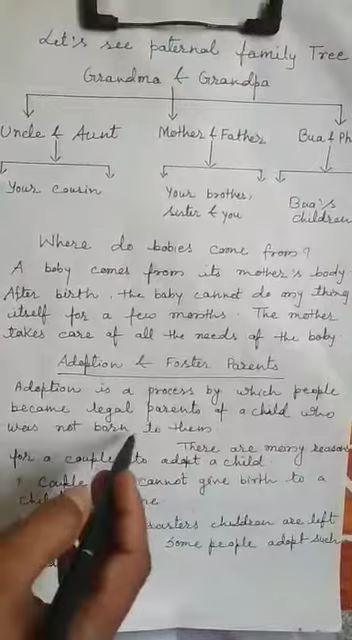 Let's see paternal family Tree
Grandma & Grandpa
Uncle & Aunt Mother & Father Bua & Ph
Your cousin Your brother, sister & you Bua's children
Where do babies come from?
A baby comes from its mother's body
After birth, the baby cannot do any thing
itself for a few months. The mother
takes care of all the needs of the baby.
Adoption & Foster Parents
Adoption is a process by which people
became legal parents of a child who
was not born to them
There are many reasons
for a couple to adopt a child.
Couple cannot give birth to a
children are left
Some people adopt such